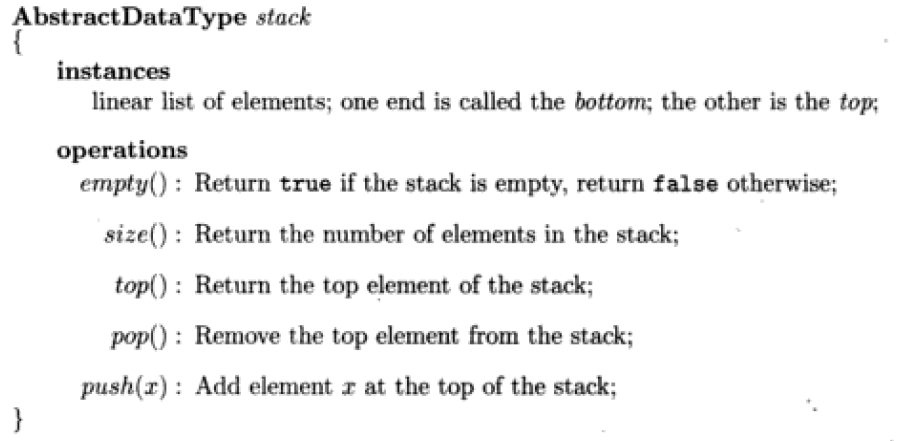 AbstractDataType stack
{
instances
linear list of elements; one end is called the bottom; the other is the top;
operations
empty() : Return true if the stack is empty, return false otherwise;
size() : Return the number of elements in the stack;
top() : Return the top element of the stack;
pop() : Remove the top element from the stack;
push(x) : Add element x at the top of the stack;
}